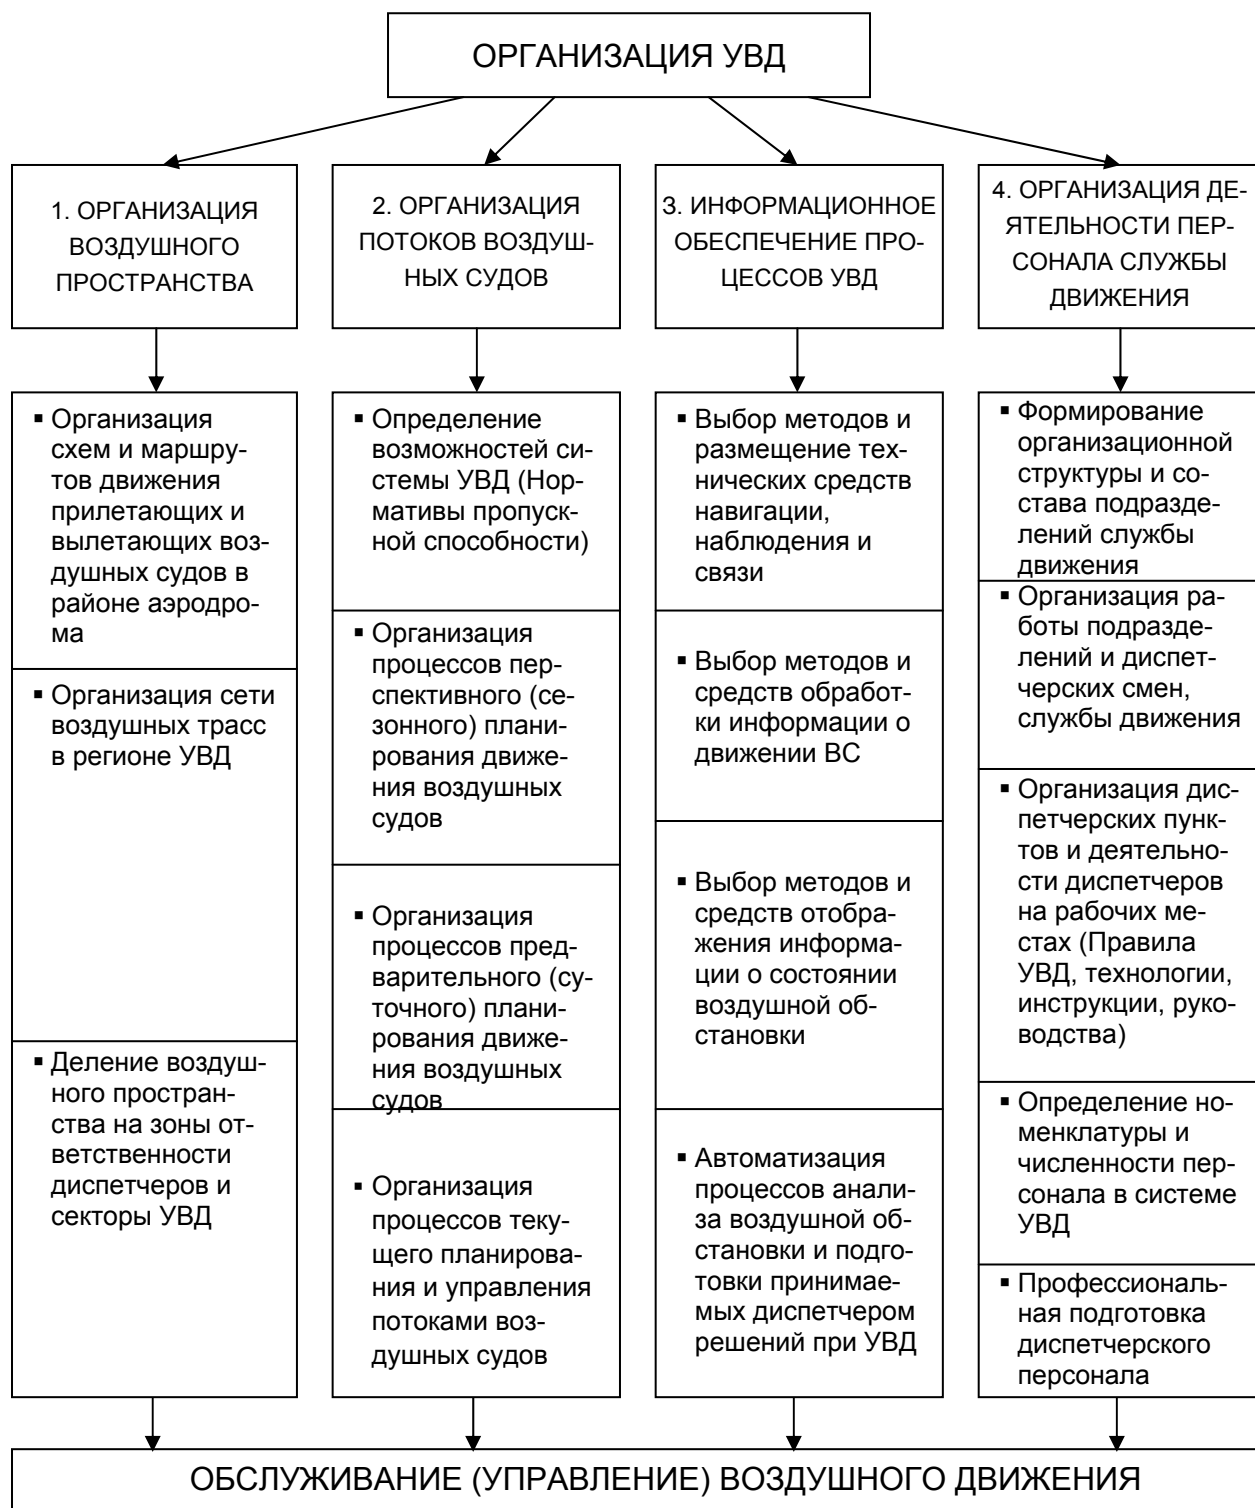 ОРГАНИЗАЦИЯ УВД
1. ОРГАНИЗАЦИЯ
ВОЗДУШНОГО
ПРОСТРАНСТВА
2. ОРГАНИЗАЦИЯ
ПОТОКОВ ВОЗДУШ-
НЫХ СУДОВ
3. ИНФОРМАЦИОННОЕ
ОБЕСПЕЧЕНИЕ ПРО-
ЦЕССОВ УВД
4. ОРГАНИЗАЦИЯ ДЕ-
ЯТЕЛЬНОСТИ ПЕР-
СОНАЛА СЛУЖБЫ
ДВИЖЕНИЯ
▪ Организация
схем и маршру-
тов движения
прилетающих и
вылетающих воз-
душных судов в
районе аэродро-
ма
▪ Организация сети
воздушных трасс
в регионе УВД
▪ Деление воздуш-
ного простран-
ства на зоны от-
ветственности
диспетчеров и
секторы УВД
▪ Определение
возможностей си-
стемы УВД (Нор-
мативы пропуск-
ной способности)
▪ Организация
процессов пер-
спективного (се-
зонного) плани-
рования движе-
ния воздушных
судов
▪ Организация
процессов пред-
варительного (су-
точного) плани-
рования движе-
ния воздушных
судов
▪ Организация
процессов теку-
щего планирова-
ния и управления
потоками воз-
душных судов
▪ Выбор методов и
размещение тех-
нических средств
навигации,
наблюдения и
связи
▪ Выбор методов и
средств обработ-
ки информации о
движении ВС
▪ Выбор методов и
средств отобра-
жения информа-
ции о состоянии
воздушной об-
становки
▪ Автоматизация
процессов анали-
за воздушной об-
становки и подго-
товки принимае-
мых диспетчером
решений при УВД
▪ Формирование
организационной
структуры и со-
става подразде-
лений службы
движения
▪ Организация ра-
боты подразде-
лений и диспет-
черских смен,
службы движения
▪ Организация дис-
петчерских пунк-
тов и деятельно-
сти диспетчеров
на рабочих ме-
стах (Правила
УВД, технологии,
инструкции, руко-
водства)
▪ Определение но-
менклатуры и
численности пер-
сонала в системе
УВД
▪ Профессиональ-
ная подготовка
диспетчерского
персонала
ОБСЛУЖИВАНИЕ (УПРАВЛЕНИЕ) ВОЗДУШНОГО ДВИЖЕНИЯ